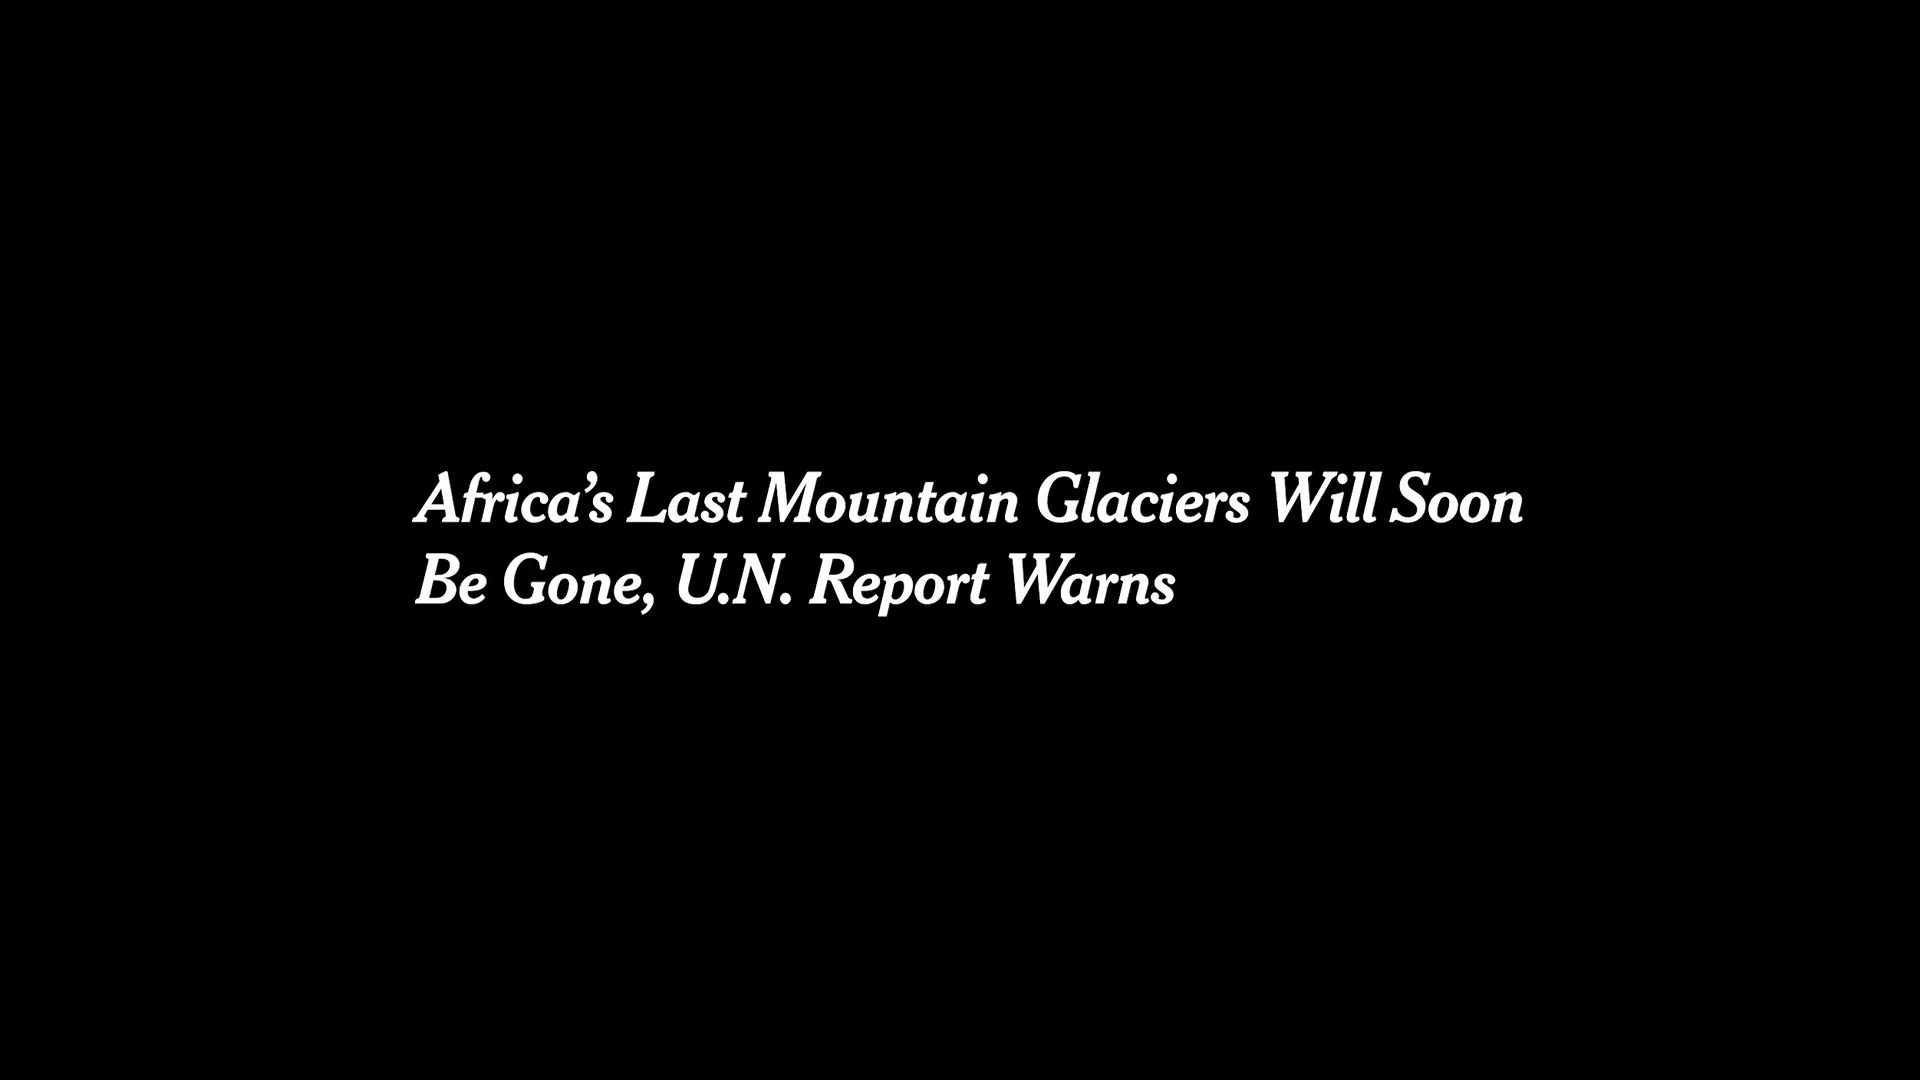 Africa’s Last Mountain Glaciers Will Soon
Be Gone, U.N. Report Warns